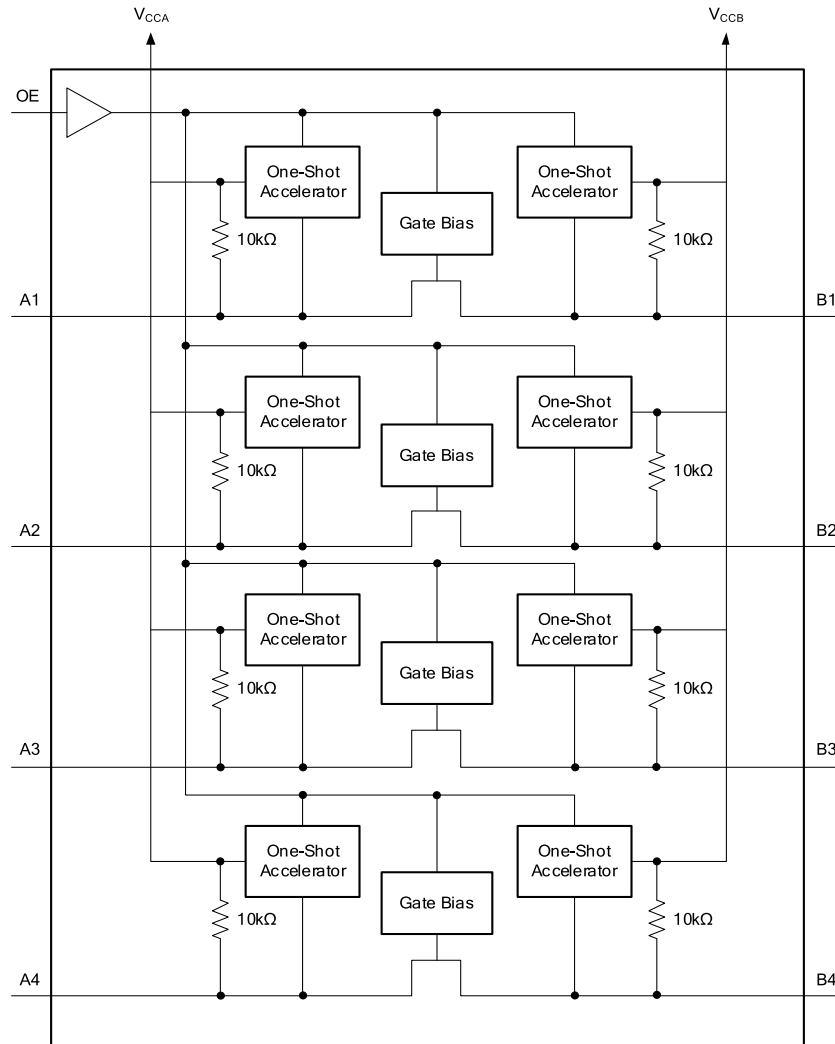 VCCA VCCB
OE
One-Shot
Accelerator
One-Shot
Accelerator
Gate Bias
10kΩ
10kΩ
A1
B1
One-Shot
Accelerator
One-Shot
Accelerator
Gate Bias
10kΩ
10kΩ
A2
B2
One-Shot
Accelerator
One-Shot
Accelerator
Gate Bias
10kΩ
10kΩ
A3
B3
One-Shot
Accelerator
One-Shot
Accelerator
Gate Bias
10kΩ
10kΩ
A4
B4